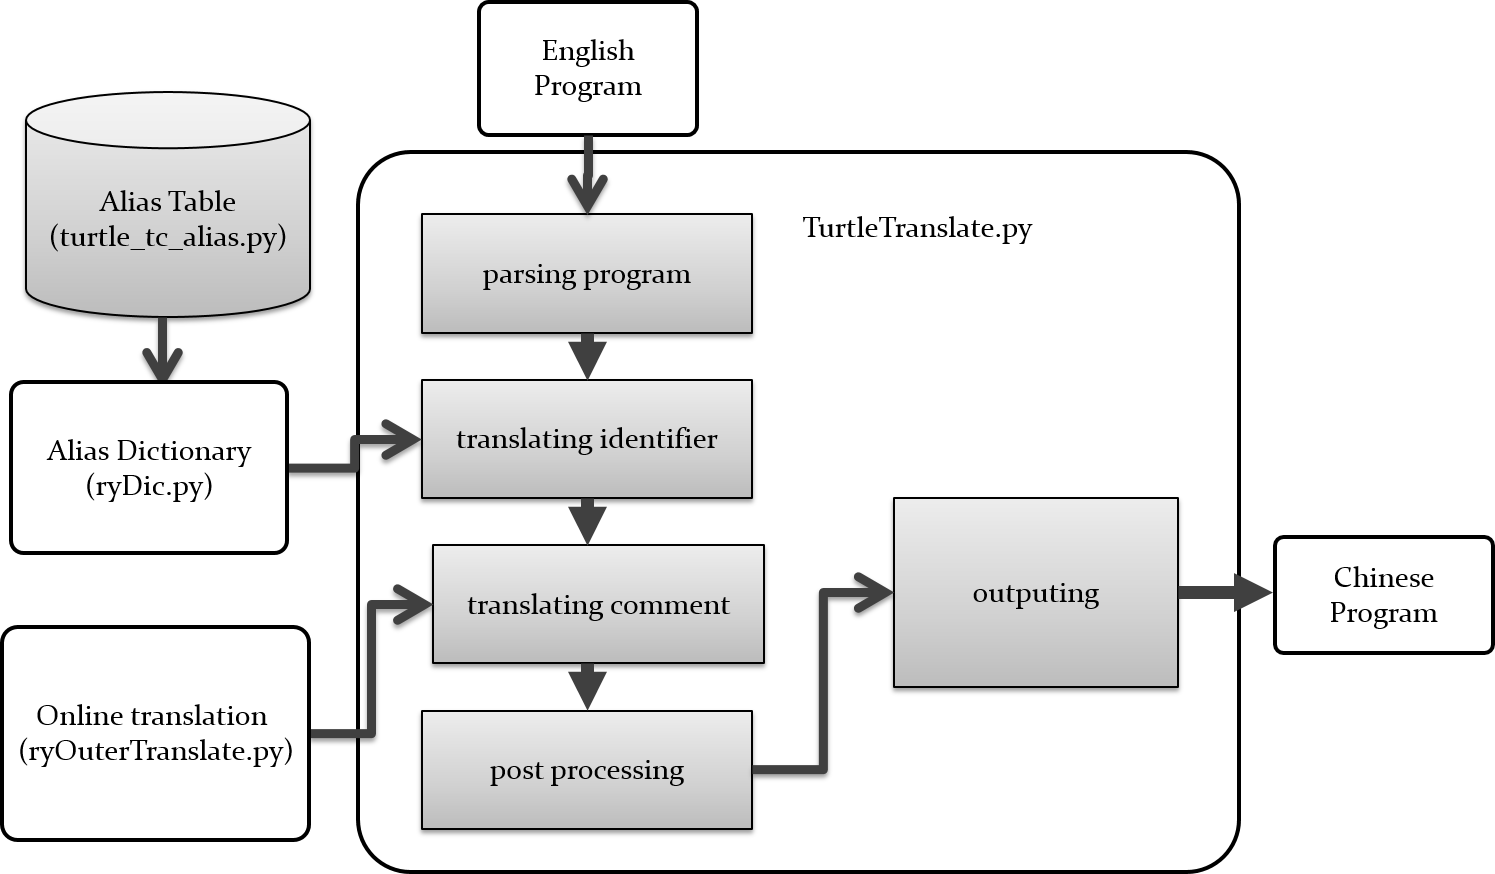 English
Program
Alias Table
(turtle_tc_alias.py)
TurtleTranslate.py
parsing program
translating identifier
Alias Dictionary
(ryDic.py)
translating comment
outputing
Chinese
Program
Online translation
(ryOuterTranslate.py)
post processing